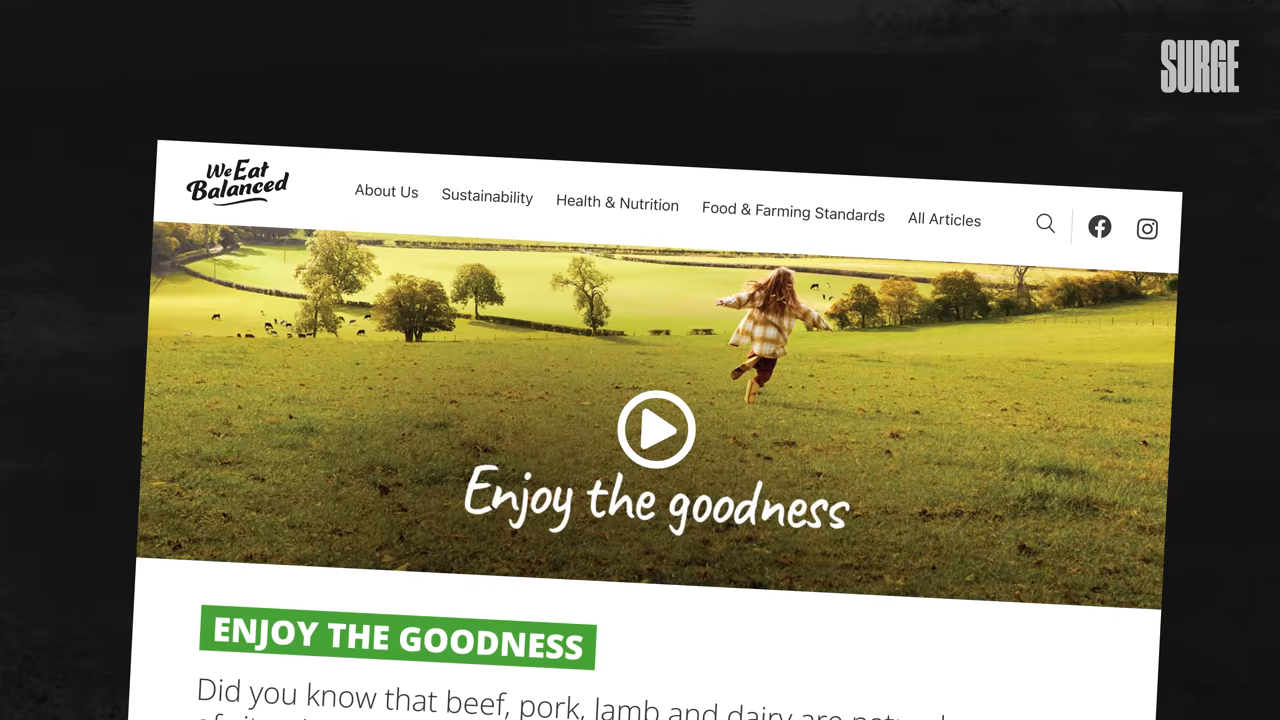 SURGE
We Eat
Balanced
About Us
Sustainability
Health & Nutrition
Food & Farming Standards
All Articles
Enjoy the goodness
ENJOY THE GOODNESS
Did you know that beef, pork, lamb and dairy are